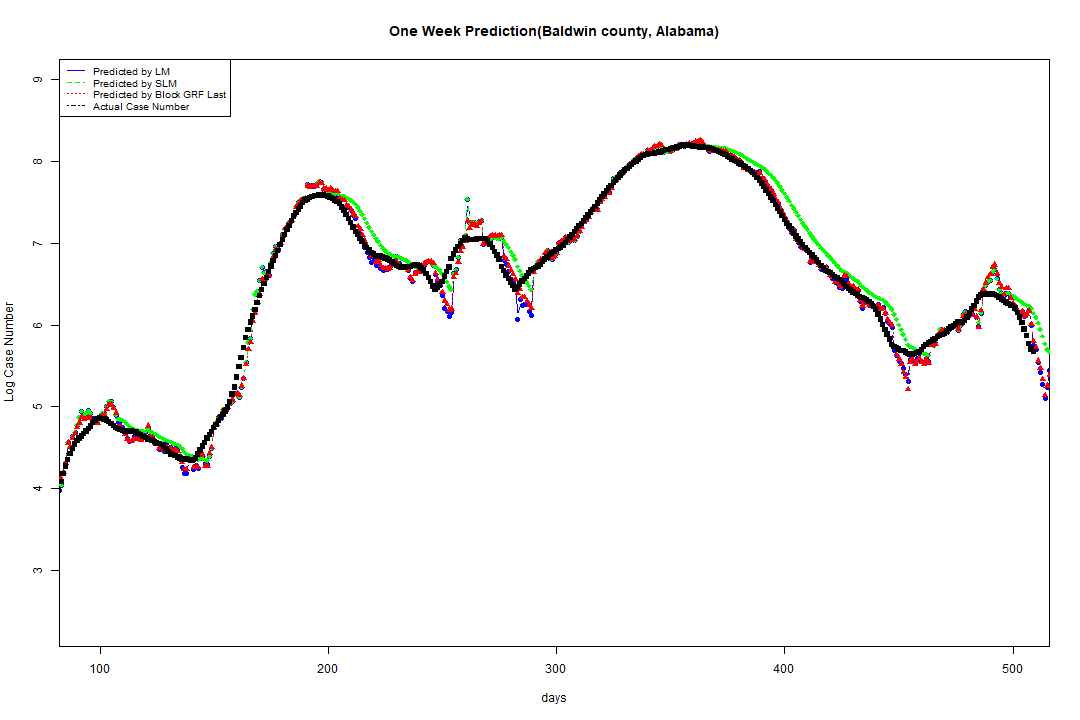 One Week Prediction(Baldwin county, Alabama)
Predicted by LM
Predicted by SLM
Predicted by Block GRF Last
Actual Case Number
9
8
7
6
5
4
3
Log Case Number
100 200 300 400 500
days